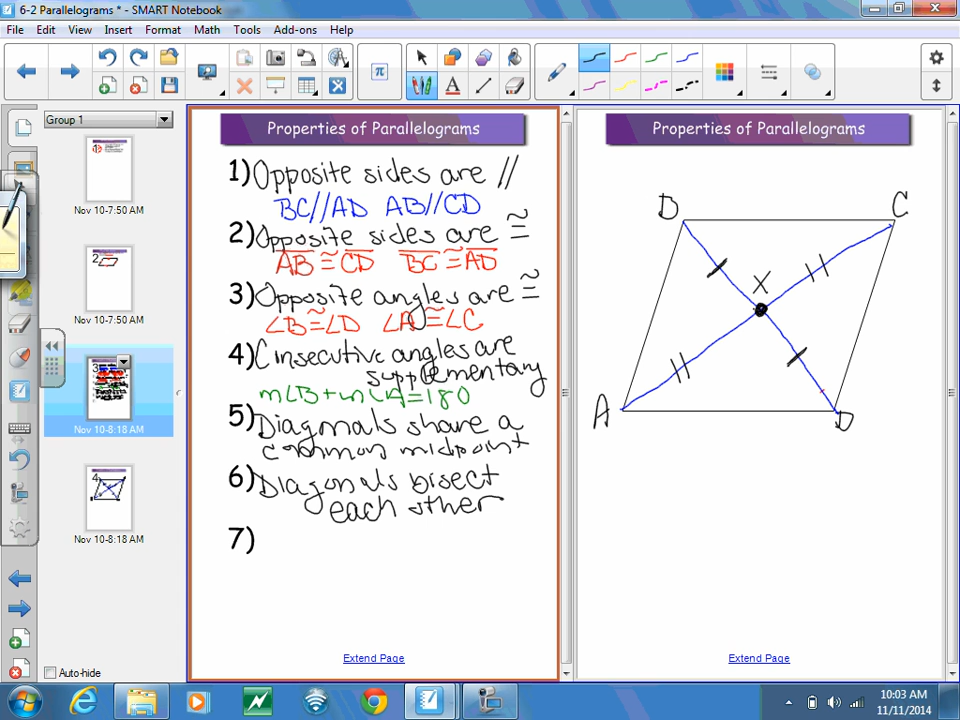 6-2 Parallelograms * - SMART Notebook
File Edit View Insert Format Math Tools Add-ons Help
Group 1
Nov 10-7:50 AM
2
Nov 10-7:50 AM
3
Nov 10-8:18 AM
4
Nov 10-8:18 AM
Auto-hide
Properties of Parallelograms
1) Opposite sides are //
BC//AD AB//CD
2) Opposite sides are ≅
AB ≅ CD BC ≅ AD
3) Opposite angles are ≅
∠B ≅ ∠D ∠A ≅ ∠C
4) Cinsecutive angles are
supplementary
m∠B + m∠A = 180
5) Diagonals share a
common midpoint
6) Diagonals bisect
each other
7)
Extend Page
Properties of Parallelograms
B C
X
A D
Extend Page
10:03 AM
11/11/2014